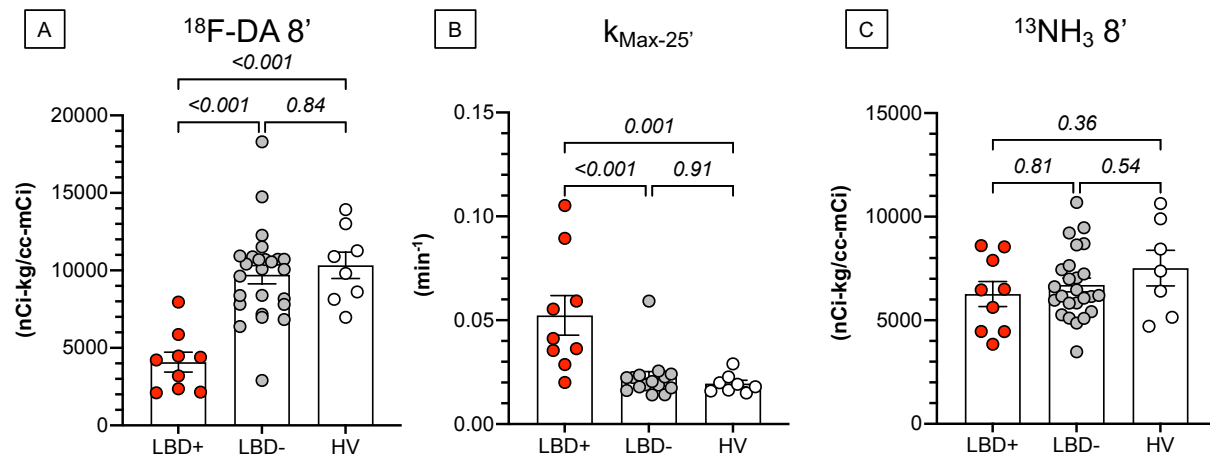 A
¹⁸F-DA 8’
<0.001
<0.001
0.84
20000
15000
10000
5000
0
(nCi-kg/cc-mCi)
LBD+ LBD- HV
B
kMax-25’
0.001
<0.001
0.91
0.15
0.10
0.05
0.00
(min⁻¹)
LBD+ LBD- HV
C
¹³NH₃ 8’
0.36
0.81
0.54
15000
10000
5000
0
(nCi-kg/cc-mCi)
LBD+ LBD- HV